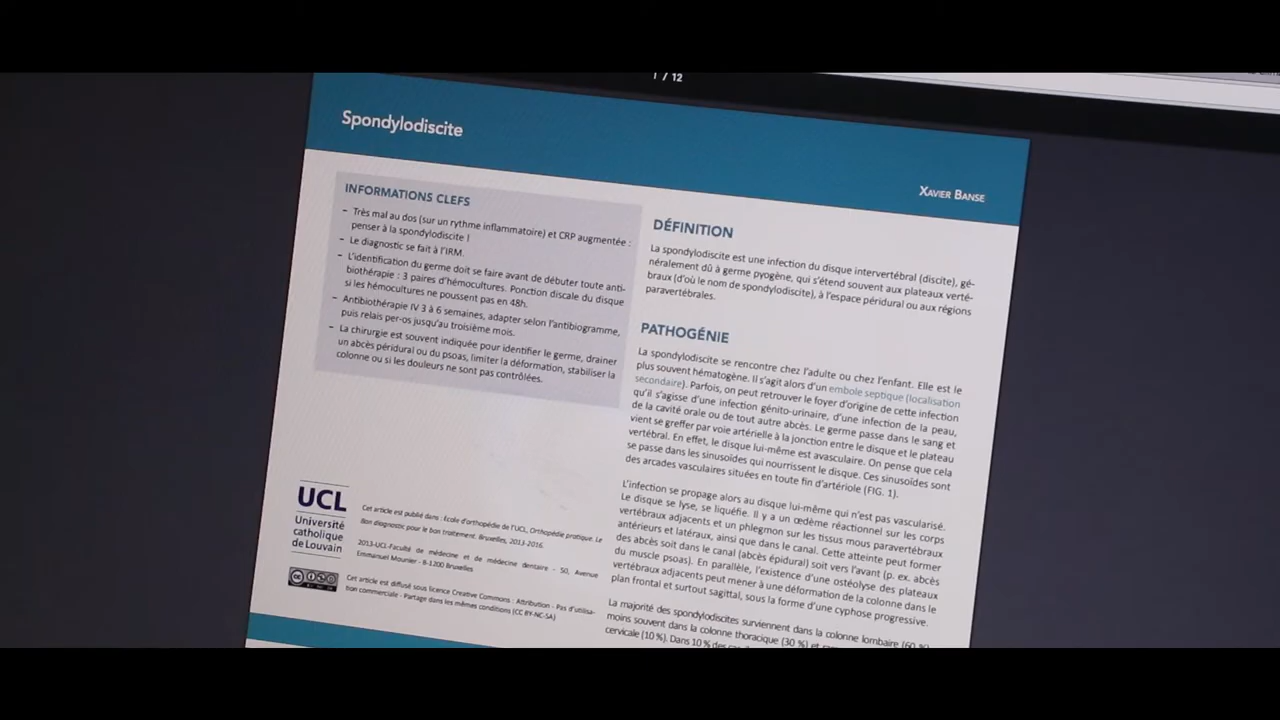 1 / 12
Spondylodiscite
XAVIER BANSE
INFORMATIONS CLEFS
– Très mal au dos (sur un rythme inflammatoire) et CRP augmentée :
penser à la spondylodiscite !
– Le diagnostic se fait à l'IRM.
– L'identification du germe doit se faire avant de débuter toute anti-
biothérapie : 3 paires d'hémocultures. Ponction discale du disque
si les hémocultures ne poussent pas en 48h.
– Antibiothérapie IV 3 à 6 semaines, adapter selon l'antibiogramme,
puis relais per-os jusqu'au troisième mois.
– La chirurgie est souvent indiquée pour identifier le germe, drainer
un abcès péridural ou du psoas, limiter la déformation, stabiliser la
colonne ou si les douleurs ne sont pas contrôlées.
UCL
Université
catholique
de Louvain
Cet article est publié dans : École d'orthopédie de l'UCL, Orthopédie pratique. Le
Bon diagnostic pour le bon traitement. Bruxelles, 2013-2016.
2013-UCL-Faculté de médecine et de médecine dentaire - 50, Avenue
Emmanuel Mounier - B-1200 Bruxelles
Cet article est diffusé sous licence Creative Commons : Attribution - Pas d'utilisa-
tion commerciale - Partage dans les mêmes conditions (CC BY-NC-SA)
DÉFINITION
La spondylodiscite est une infection du disque intervertébral (discite), gé-
néralement dû à germe pyogène, qui s'étend souvent aux plateaux verté-
braux (d'où le nom de spondylodiscite), à l'espace péridural ou aux régions
paravertébrales.
PATHOGÉNIE
La spondylodiscite se rencontre chez l'adulte ou chez l'enfant. Elle est le
plus souvent hématogène. Il s'agit alors d'un embole septique (localisation
secondaire). Parfois, on peut retrouver le foyer d'origine de cette infection
qu'il s'agisse d'une infection génito-urinaire, d'une infection de la peau,
de la cavité orale ou de tout autre abcès. Le germe passe dans le sang et
vient se greffer par voie artérielle à la jonction entre le disque et le plateau
vertébral. En effet, le disque lui-même est avasculaire. On pense que cela
se passe dans les sinusoïdes qui nourrissent le disque. Ces sinusoïdes sont
des arcades vasculaires situées en toute fin d'artériole (FIG. 1).
L'infection se propage alors au disque lui-même qui n'est pas vascularisé.
Le disque se lyse, se liquéfie. Il y a un œdème réactionnel sur les corps
vertébraux adjacents et un phlegmon sur les tissus mous paravertébraux
antérieurs et latéraux, ainsi que dans le canal. Cette atteinte peut former
des abcès soit dans le canal (abcès épidural) soit vers l'avant (p. ex. abcès
du muscle psoas). En parallèle, l'existence d'une ostéolyse des plateaux
vertébraux adjacents peut mener à une déformation de la colonne dans le
plan frontal et surtout sagittal, sous la forme d'une cyphose progressive.
La majorité des spondylodiscites surviennent dans la colonne lombaire (60 %)
moins souvent dans la colonne thoracique (30 %) et
cervicale (10 %). Dans 10 % des